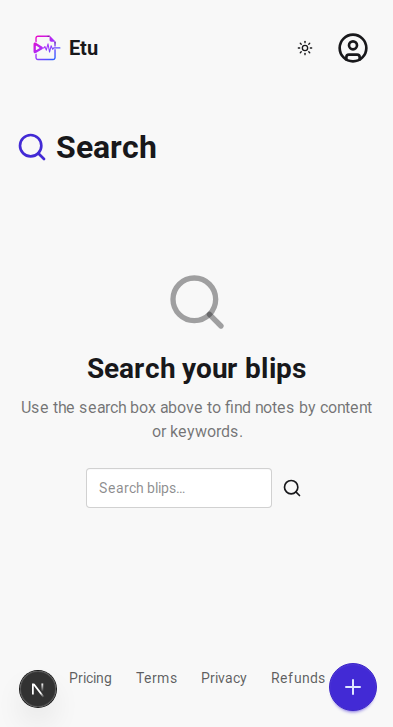 Etu
Search
Search your blips
Use the search box above to find notes by content
or keywords.
Search blips...
N
Pricing Terms Privacy Refunds